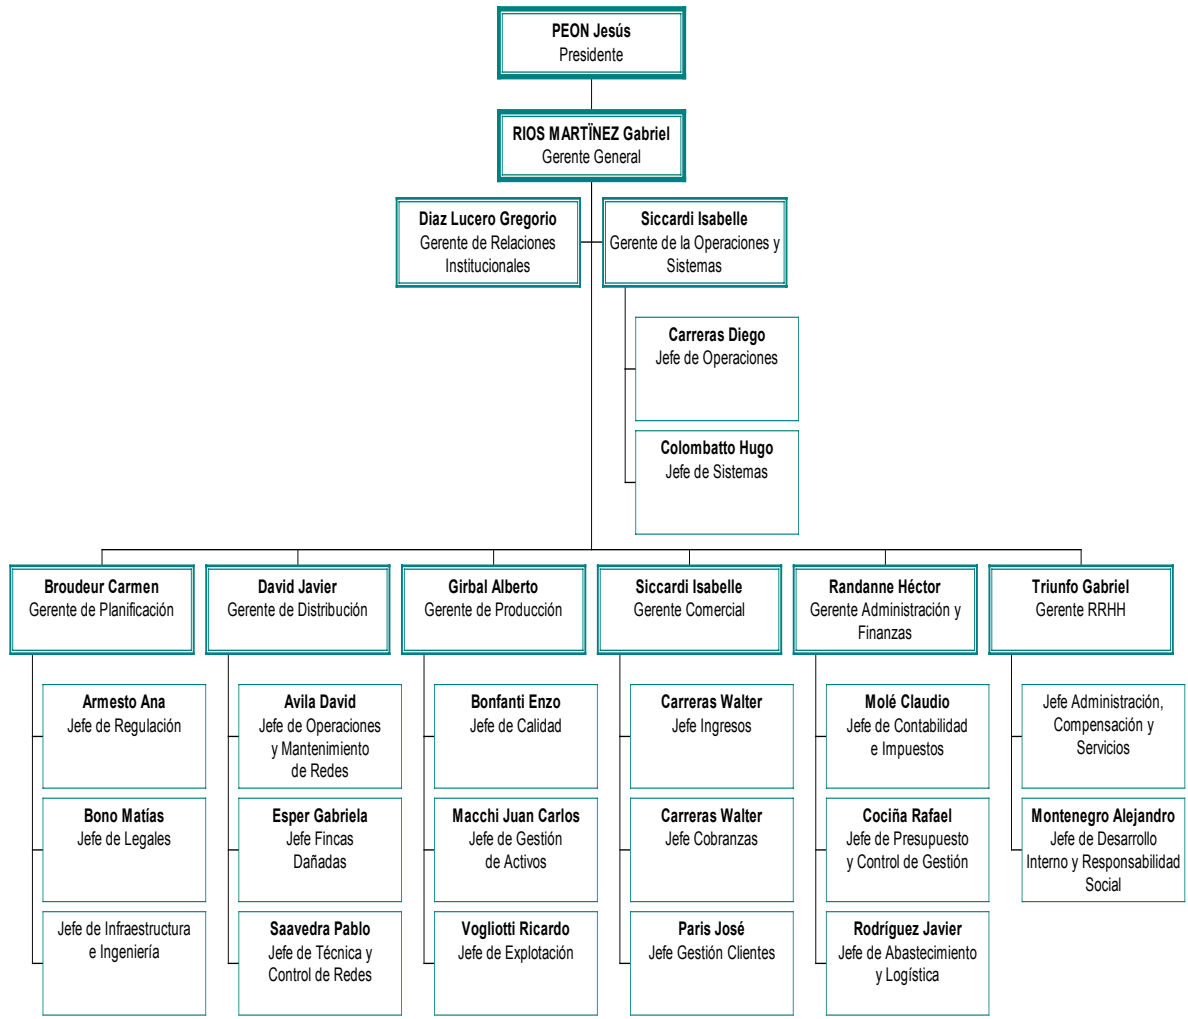 PEON Jesús
Presidente
RIOS MARTÏNEZ Gabriel
Gerente General
Diaz Lucero Gregorio
Gerente de Relaciones
Institucionales
Siccardi Isabelle
Gerente de la Operaciones y
Sistemas
Carreras Diego
Jefe de Operaciones
Colombatto Hugo
Jefe de Sistemas
Broudeur Carmen
Gerente de Planificación
David Javier
Gerente de Distribución
Girbal Alberto
Gerente de Producción
Siccardi Isabelle
Gerente Comercial
Randanne Héctor
Gerente Administración y
Finanzas
Triunfo Gabriel
Gerente RRHH
Armesto Ana
Jefe de Regulación
Avila David
Jefe de Operaciones
y Mantenimiento
de Redes
Bonfanti Enzo
Jefe de Calidad
Carreras Walter
Jefe Ingresos
Molé Claudio
Jefe de Contabilidad
e Impuestos
Jefe Administración,
Compensación y
Servicios
Bono Matías
Jefe de Legales
Esper Gabriela
Jefe Fincas
Dañadas
Macchi Juan Carlos
Jefe de Gestión
de Activos
Carreras Walter
Jefe Cobranzas
Cociña Rafael
Jefe de Presupuesto
y Control de Gestión
Montenegro Alejandro
Jefe de Desarrollo
Interno y Responsabilidad
Social
Jefe de Infraestructura
e Ingeniería
Saavedra Pablo
Jefe de Técnica y
Control de Redes
Vogliotti Ricardo
Jefe de Explotación
Paris José
Jefe Gestión Clientes
Rodríguez Javier
Jefe de Abastecimiento
y Logística